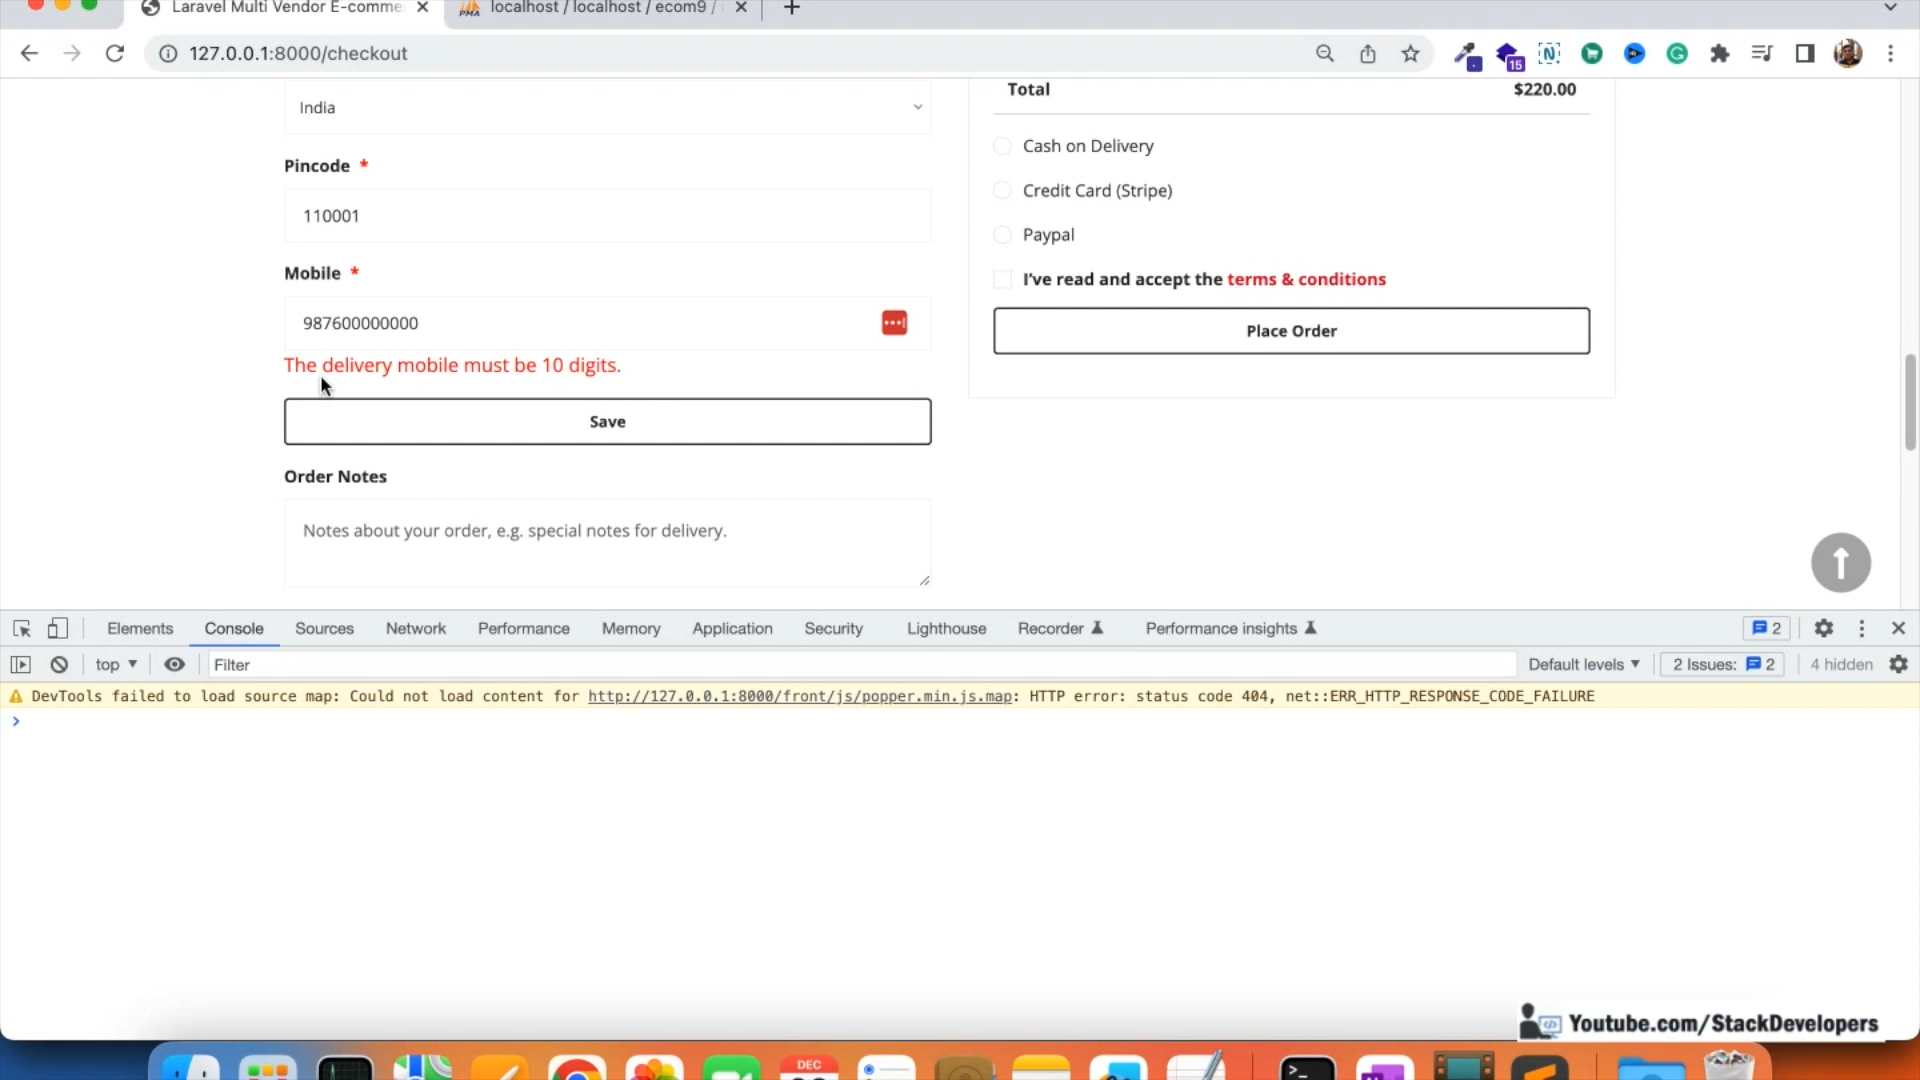 Laravel Multi Vendor E-comme
localhost / localhost / ecom9 /
127.0.0.1:8000/checkout
15
India
Pincode *
110001
Mobile *
987600000000
The delivery mobile must be 10 digits.
Save
Order Notes
Notes about your order, e.g. special notes for delivery.
Total $220.00
Cash on Delivery
Credit Card (Stripe)
Paypal
I've read and accept the terms & conditions
Place Order
Elements Console Sources Network Performance Memory Application Security Lighthouse Recorder Performance insights 2
top Filter Default levels 2 Issues: 2 4 hidden
DevTools failed to load source map: Could not load content for http://127.0.0.1:8000/front/js/popper.min.js.map: HTTP error: status code 404, net::ERR_HTTP_RESPONSE_CODE_FAILURE
Youtube.com/StackDevelopers
DEC